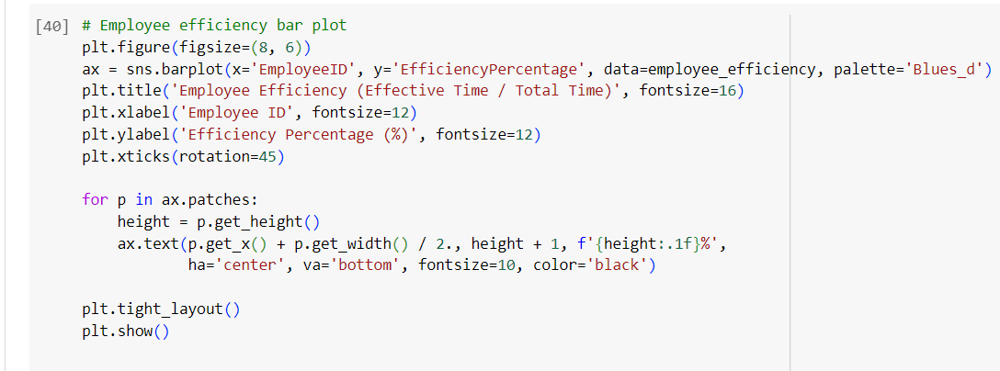 [40] # Employee efficiency bar plot
plt.figure(figsize=(8, 6))
ax = sns.barplot(x='EmployeeID', y='EfficiencyPercentage', data=employee_efficiency, palette='Blues_d')
plt.title('Employee Efficiency (Effective Time / Total Time)', fontsize=16)
plt.xlabel('Employee ID', fontsize=12)
plt.ylabel('Efficiency Percentage (%)', fontsize=12)
plt.xticks(rotation=45)
for p in ax.patches:
height = p.get_height()
ax.text(p.get_x() + p.get_width() / 2., height + 1, f'{height:.1f}%',
ha='center', va='bottom', fontsize=10, color='black')
plt.tight_layout()
plt.show()